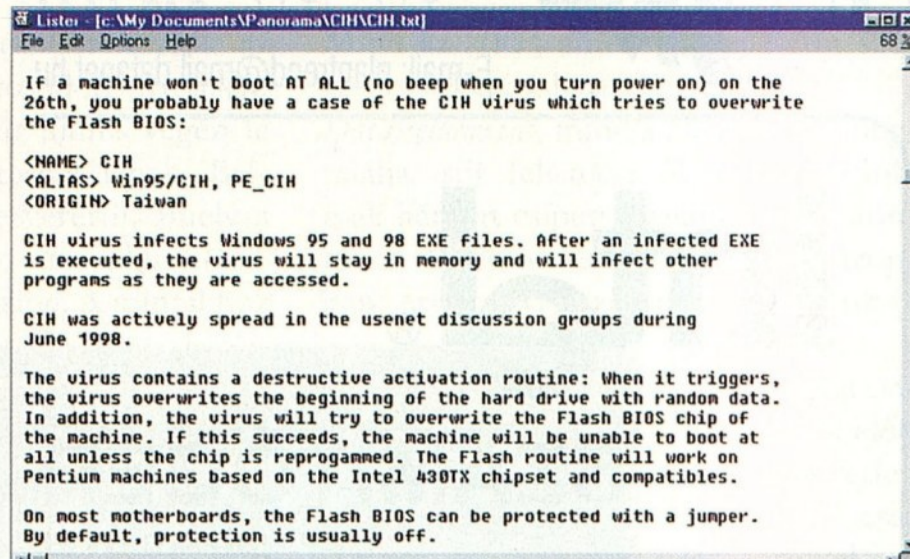 Lister - [c:\My Documents\Panorama\CIH\CIH.txt]
File Edit Options Help
68 %
If a machine won't boot AT ALL (no beep when you turn power on) on the
26th, you probably have a case of the CIH virus which tries to overwrite
the Flash BIOS:
<NAME> CIH
<ALIAS> Win95/CIH, PE_CIH
<ORIGIN> Taiwan
CIH virus infects Windows 95 and 98 EXE files. After an infected EXE
is executed, the virus will stay in memory and will infect other
programs as they are accessed.
CIH was actively spread in the usenet discussion groups during
June 1998.
The virus contains a destructive activation routine: When it triggers,
the virus overwrites the beginning of the hard drive with random data.
In addition, the virus will try to overwrite the Flash BIOS chip of
the machine. If this succeeds, the machine will be unable to boot at
all unless the chip is reprogammed. The Flash routine will work on
Pentium machines based on the Intel 430TX chipset and compatibles.
On most motherboards, the Flash BIOS can be protected with a jumper.
By default, protection is usually off.